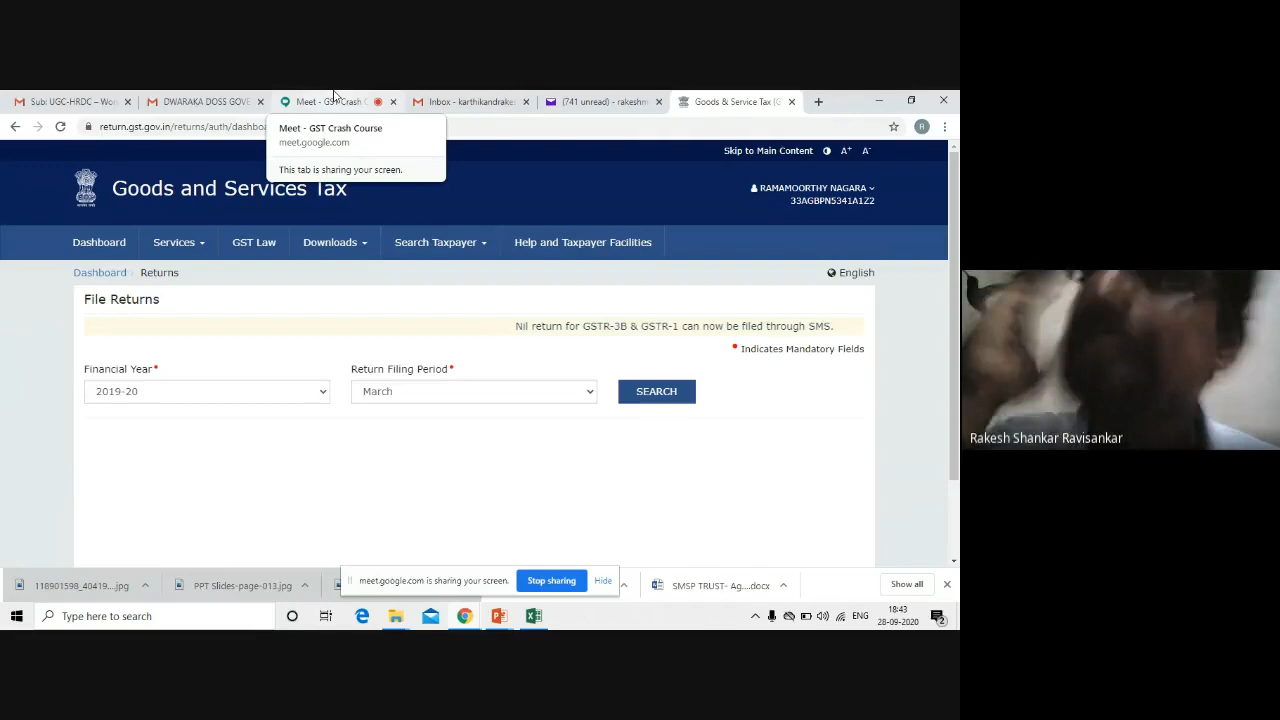 Sub: UGC-HRDC – Wor
DWARAKA DOSS GOVE
Meet - GST Crash C
Inbox - karthikandrakes
(741 unread) - rakeshm
Goods & Service Tax (G
return.gst.gov.in/returns/auth/dashbo
Meet - GST Crash Course
meet.google.com
This tab is sharing your screen.
Skip to Main Content A+ A-
Goods and Services Tax
RAMAMOORTHY NAGARA
33AGBPN5341A1Z2
Dashboard Services GST Law Downloads Search Taxpayer Help and Taxpayer Facilities
Dashboard › Returns English
File Returns
Nil return for GSTR-3B & GSTR-1 can now be filed through SMS.
• Indicates Mandatory Fields
Financial Year• Return Filing Period•
2019-20 March SEARCH
Rakesh Shankar Ravisankar
118901598_40419....jpg PPT Slides-page-013.jpg meet.google.com is sharing your screen. Stop sharing Hide SMSP TRUST- Ag....docx Show all
Type here to search ENG 18:43
28-09-2020 2